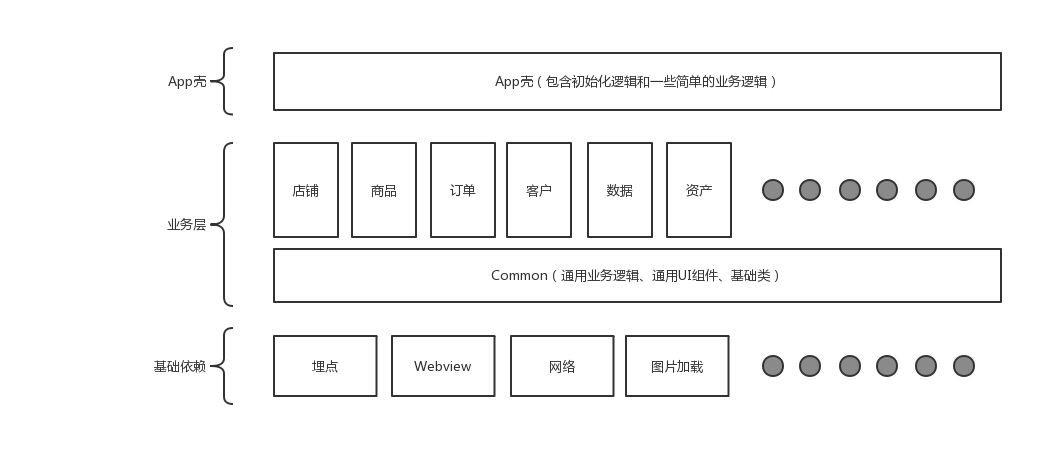 App壳
App壳（包含初始化逻辑和一些简单的业务逻辑）
业务层
店铺
商品
订单
客户
数据
资产
Common（通用业务逻辑、通用UI组件、基础类）
基础依赖
埋点
Webview
网络
图片加载